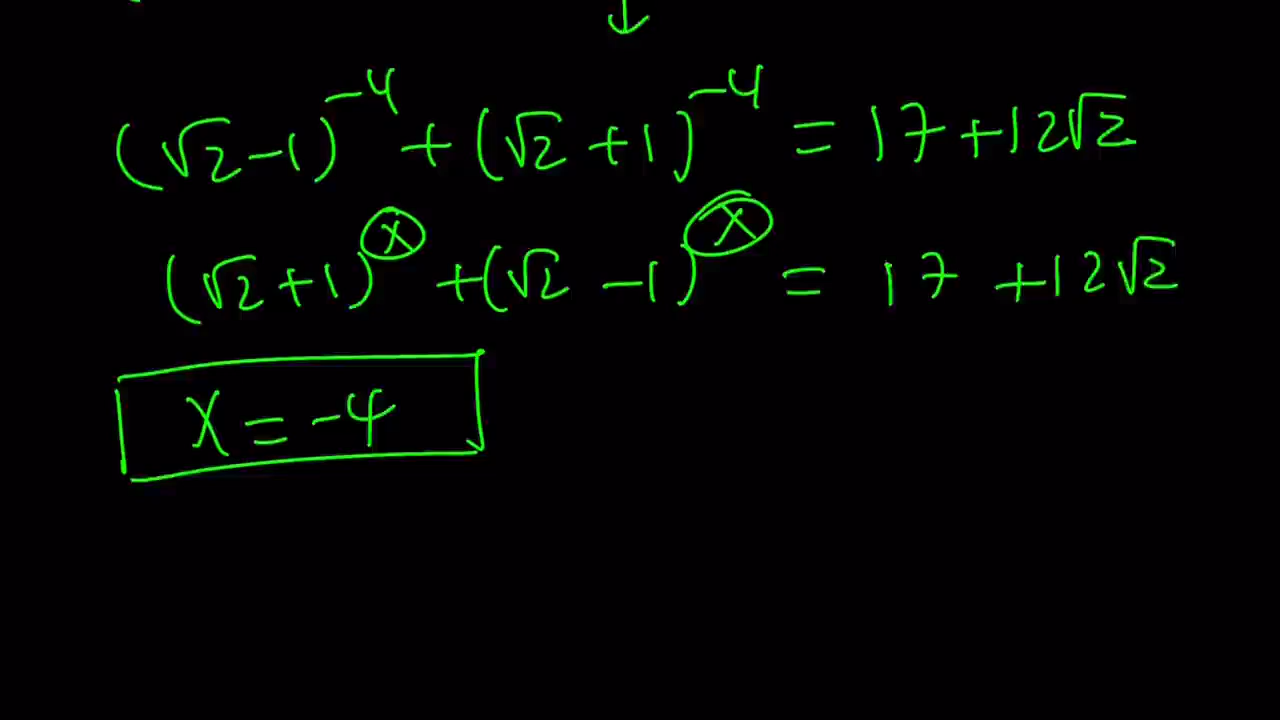 (√2-1)^-4 + (√2+1)^-4 = 17+12√2
(√2+1)^x + (√2-1)^x = 17+12√2
x = -4